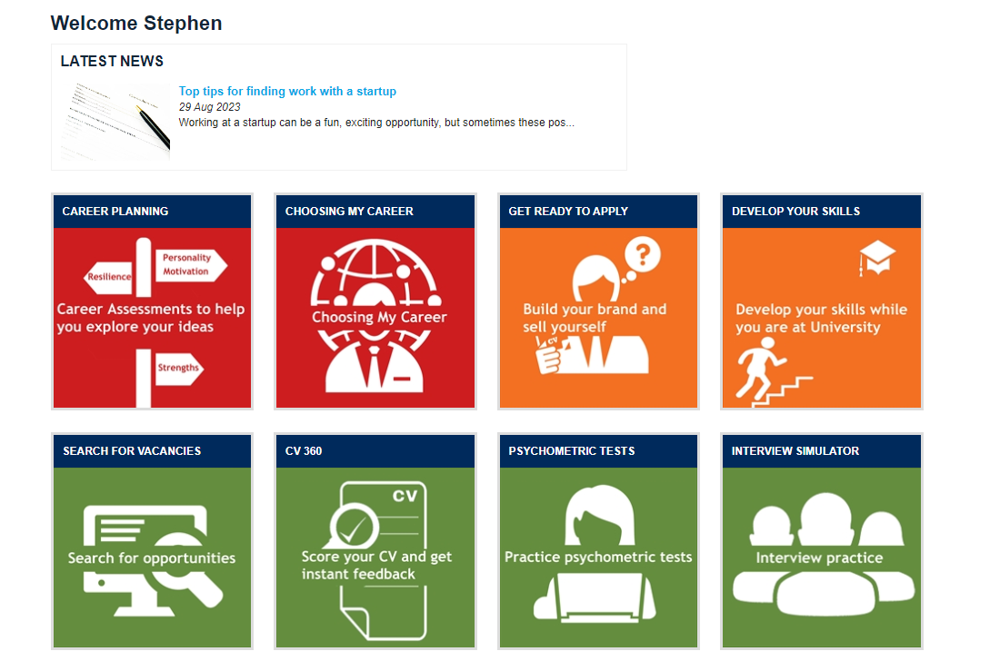 Welcome Stephen
LATEST NEWS
Top tips for finding work with a startup
29 Aug 2023
Working at a startup can be a fun, exciting opportunity, but sometimes these pos...
CAREER PLANNING
Personality
Motivation
Resilience
Career Assessments to help
you explore your ideas
Strengths
CHOOSING MY CAREER
Choosing My Career
GET READY TO APPLY
?
Build your brand and
sell yourself
CV
DEVELOP YOUR SKILLS
Develop your skills while
you are at University
SEARCH FOR VACANCIES
Search for opportunities
CV 360
CV
Score your CV and get
instant feedback
PSYCHOMETRIC TESTS
Practice psychometric tests
INTERVIEW SIMULATOR
Interview practice